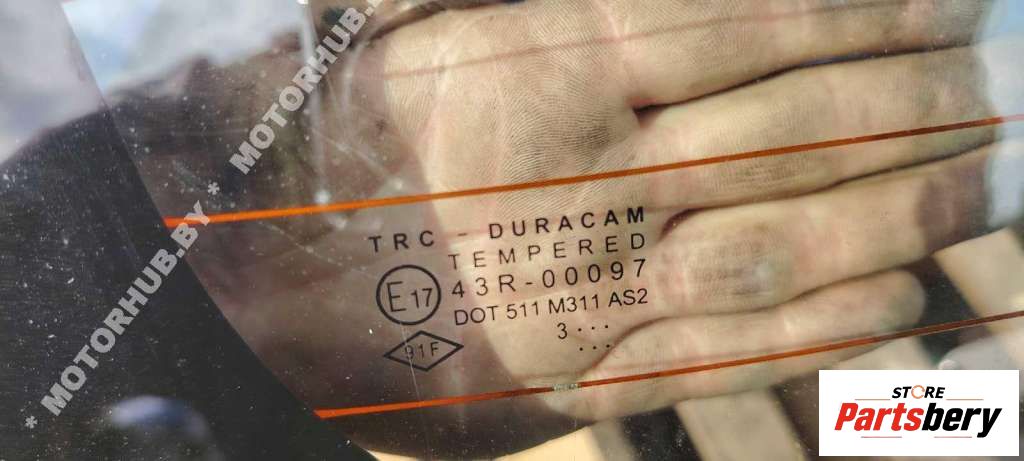 * MOTORHUB.BY * MOTORHUB.BY
TRC - DURACAM
TEMPERED
E17 43R-00097
DOT 511 M311 AS2
91F
3...
...
STORE
Partsbery